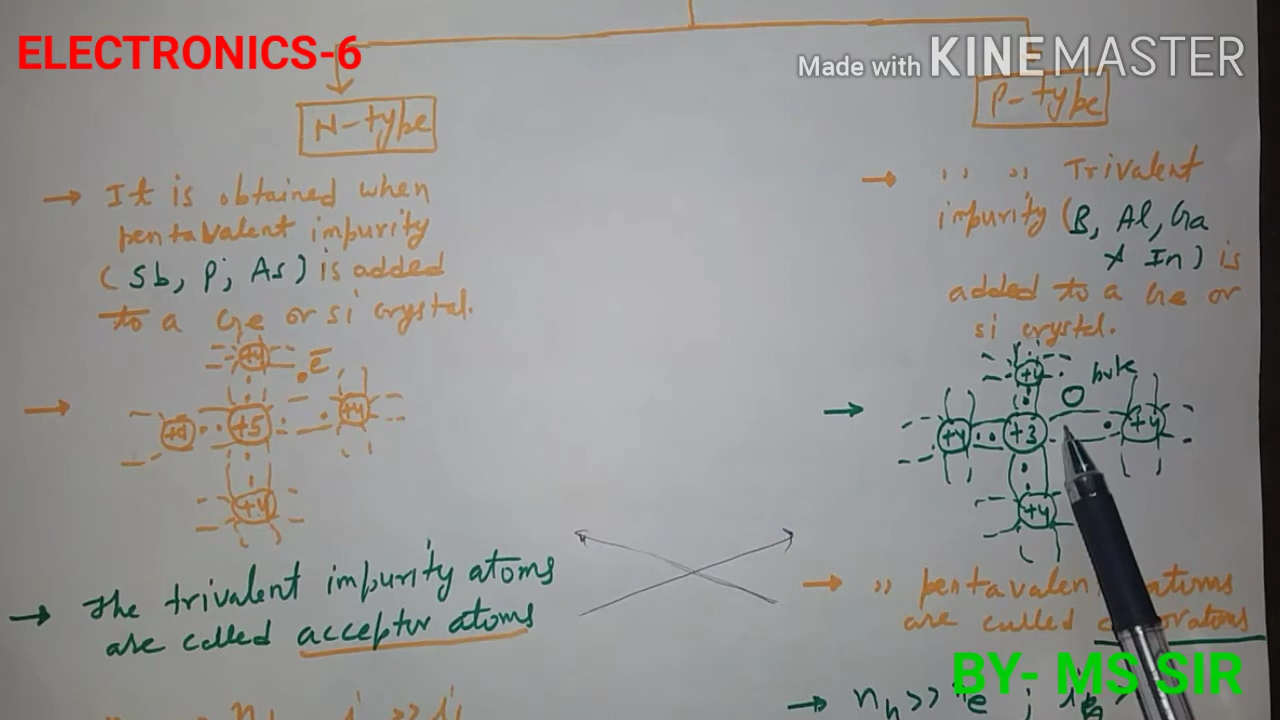 ELECTRONICS-6
Made with KINEMASTER
N-type
→ It is obtained when
pentavalent impurity
(Sb, P, As) is added
to a Ge or Si crystal.
+4
e̅
+4
+5
+4
+4
→ The trivalent impurity atoms
are called acceptor atoms
P-type
→ ,, ,, Trivalent
impurity (B, Al, Ga
& In) is
added to a Ge or
Si crystal.
+4
hole
+4
+3
+4
+4
→ ,, atoms
are called
BY- MS SIR